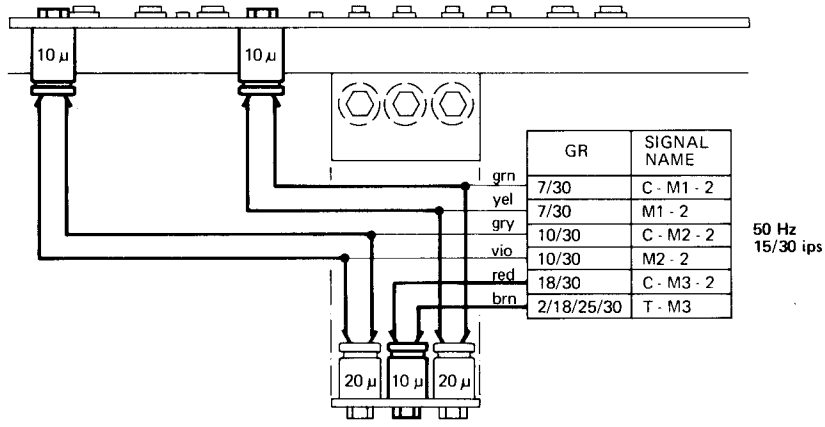 10 µ
10 µ
GR SIGNAL NAME
grn 7/30 C - M1 - 2
yel 7/30 M1 - 2
gry 10/30 C - M2 - 2
vio 10/30 M2 - 2
red 18/30 C - M3 - 2
brn 2/18/25/30 T - M3
50 Hz
15/30 ips
20 µ 10 µ 20 µ